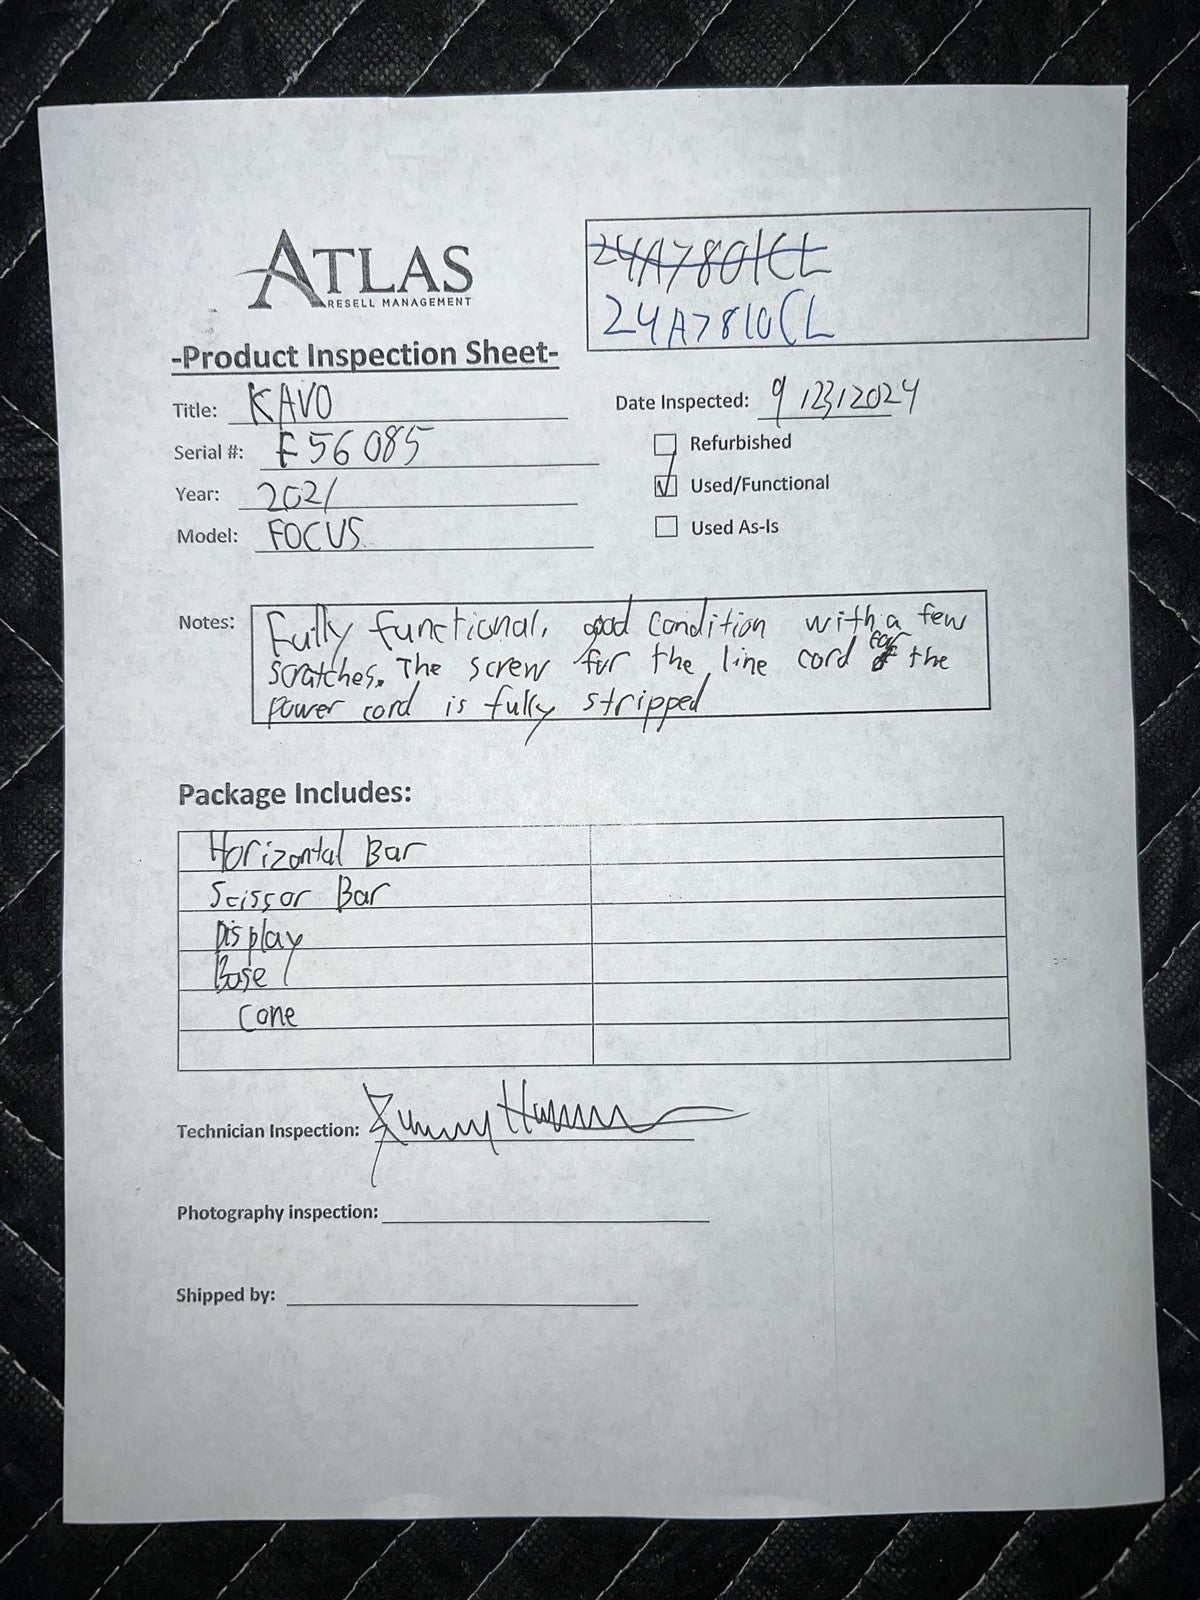 ATLAS
RESELL MANAGEMENT
24A7801CL
24A7810CL
-Product Inspection Sheet-
Title: KAVO
Date Inspected: 9/23/2024
Serial #: F56085
Refurbished
Year: 2021
Used/Functional
Model: FOCUS
Used As-Is
Notes: Fully functional, good condition with a few
scratches. The screw for the line cord for the
power cord is fully stripped
Package Includes:
Horizontal Bar
Scissor Bar
Display
Base
Cone
Technician Inspection:
Photography inspection:
Shipped by: